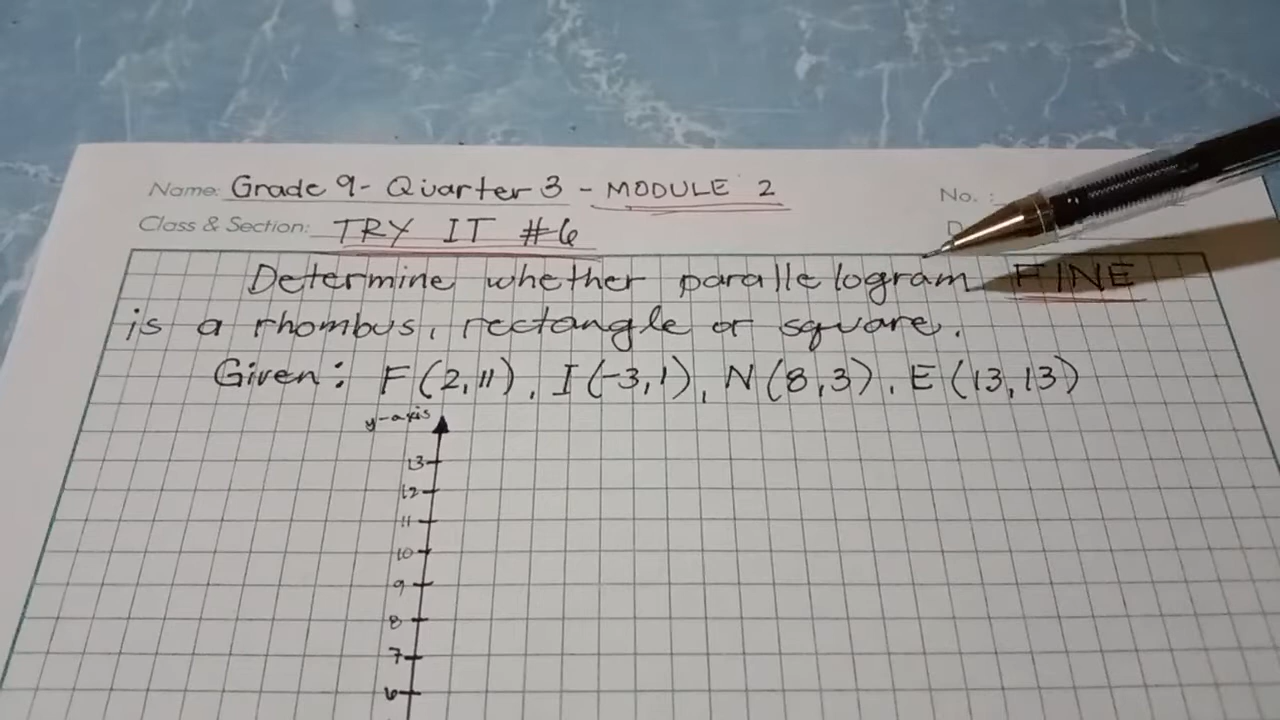 Name: Grade 9 - Quarter 3 - MODULE 2
No. :
Class & Section: TRY IT #6
D
Determine whether parallelogram FINE
is a rhombus, rectangle or square.
Given: F(2,11), I(-3,1), N(8,3), E(13,13)
y-axis
13
12
11
10
9
8
7
6